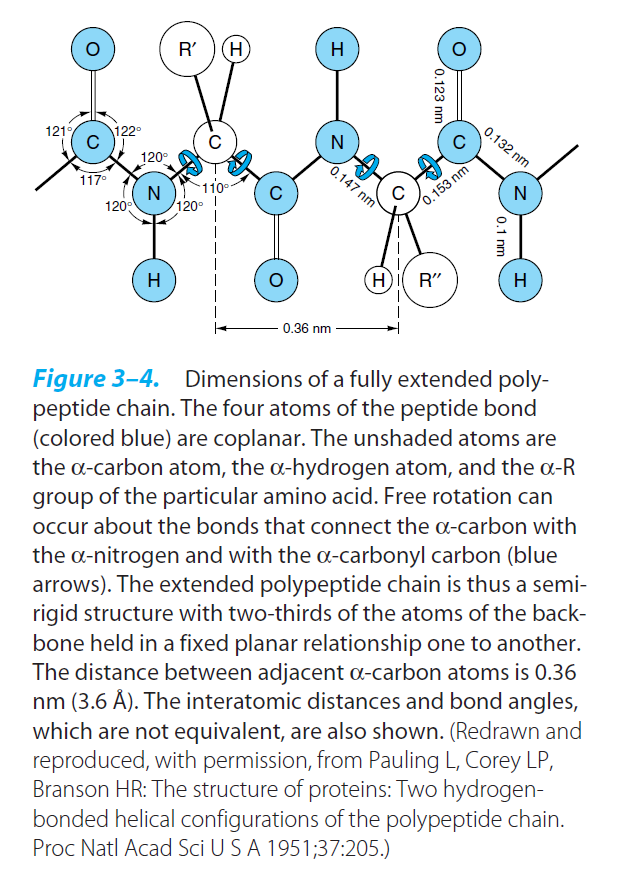 O R′ H H O
121° C 122° C N 0.123 nm C 0.132 nm
117° 120° 110° 0.147 nm 0.153 nm
120° N 120° C C N
0.1 nm
H O H R″ H
0.36 nm
Figure 3–4. Dimensions of a fully extended poly-
peptide chain. The four atoms of the peptide bond
(colored blue) are coplanar. The unshaded atoms are
the α-carbon atom, the α-hydrogen atom, and the α-R
group of the particular amino acid. Free rotation can
occur about the bonds that connect the α-carbon with
the α-nitrogen and with the α-carbonyl carbon (blue
arrows). The extended polypeptide chain is thus a semi-
rigid structure with two-thirds of the atoms of the back-
bone held in a fixed planar relationship one to another.
The distance between adjacent α-carbon atoms is 0.36
nm (3.6 Å). The interatomic distances and bond angles,
which are not equivalent, are also shown. (Redrawn and
reproduced, with permission, from Pauling L, Corey LP,
Branson HR: The structure of proteins: Two hydrogen-
bonded helical configurations of the polypeptide chain.
Proc Natl Acad Sci U S A 1951;37:205.)